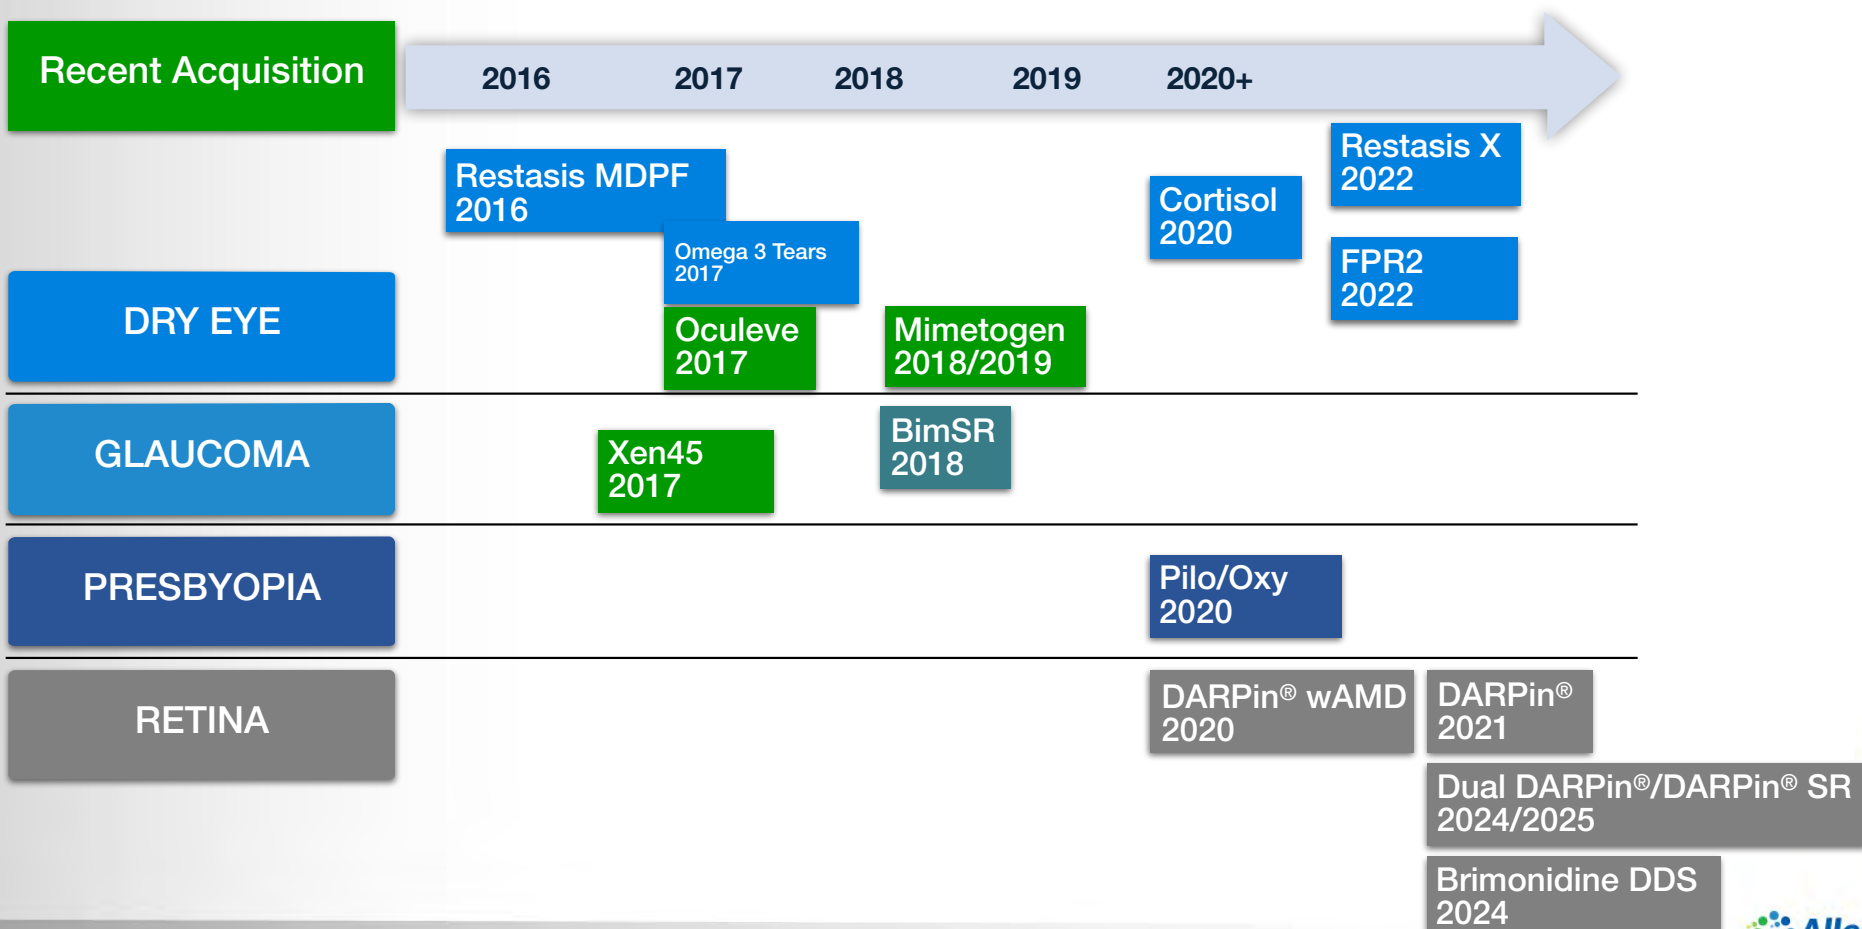 Recent Acquisition
2016 2017 2018 2019 2020+
Restasis MDPF
2016
Omega 3 Tears
2017
Cortisol
2020
Restasis X
2022
FPR2
2022
DRY EYE
Oculeve
2017
Mimetogen
2018/2019
GLAUCOMA
Xen45
2017
BimSR
2018
PRESBYOPIA
Pilo/Oxy
2020
RETINA
DARPin® wAMD
2020
DARPin®
2021
Dual DARPin®/DARPin® SR
2024/2025
Brimonidine DDS
2024